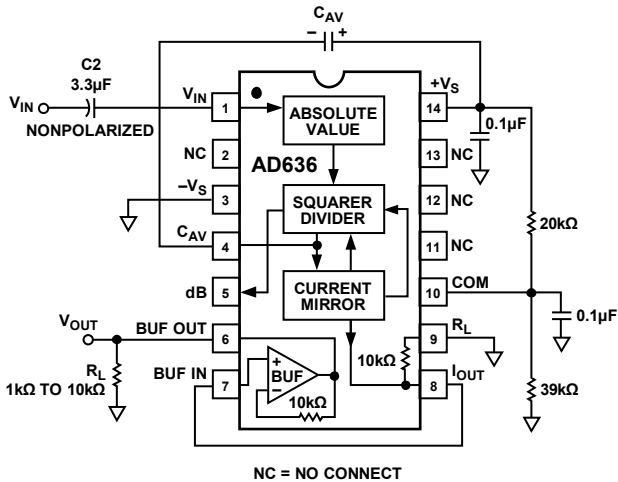 CAV
– +
C2
3.3µF
VIN
NONPOLARIZED
VIN
1
NC
2
–VS
3
CAV
4
dB
5
VOUT
BUF OUT
6
RL
1kΩ TO 10kΩ
BUF IN
7
ABSOLUTE
VALUE
AD636
SQUARER
DIVIDER
CURRENT
MIRROR
+
–
BUF
10kΩ
10kΩ
+VS
14
0.1µF
13
NC
12
NC
11
NC
20kΩ
COM
10
0.1µF
9
RL
8
IOUT
39kΩ
NC = NO CONNECT